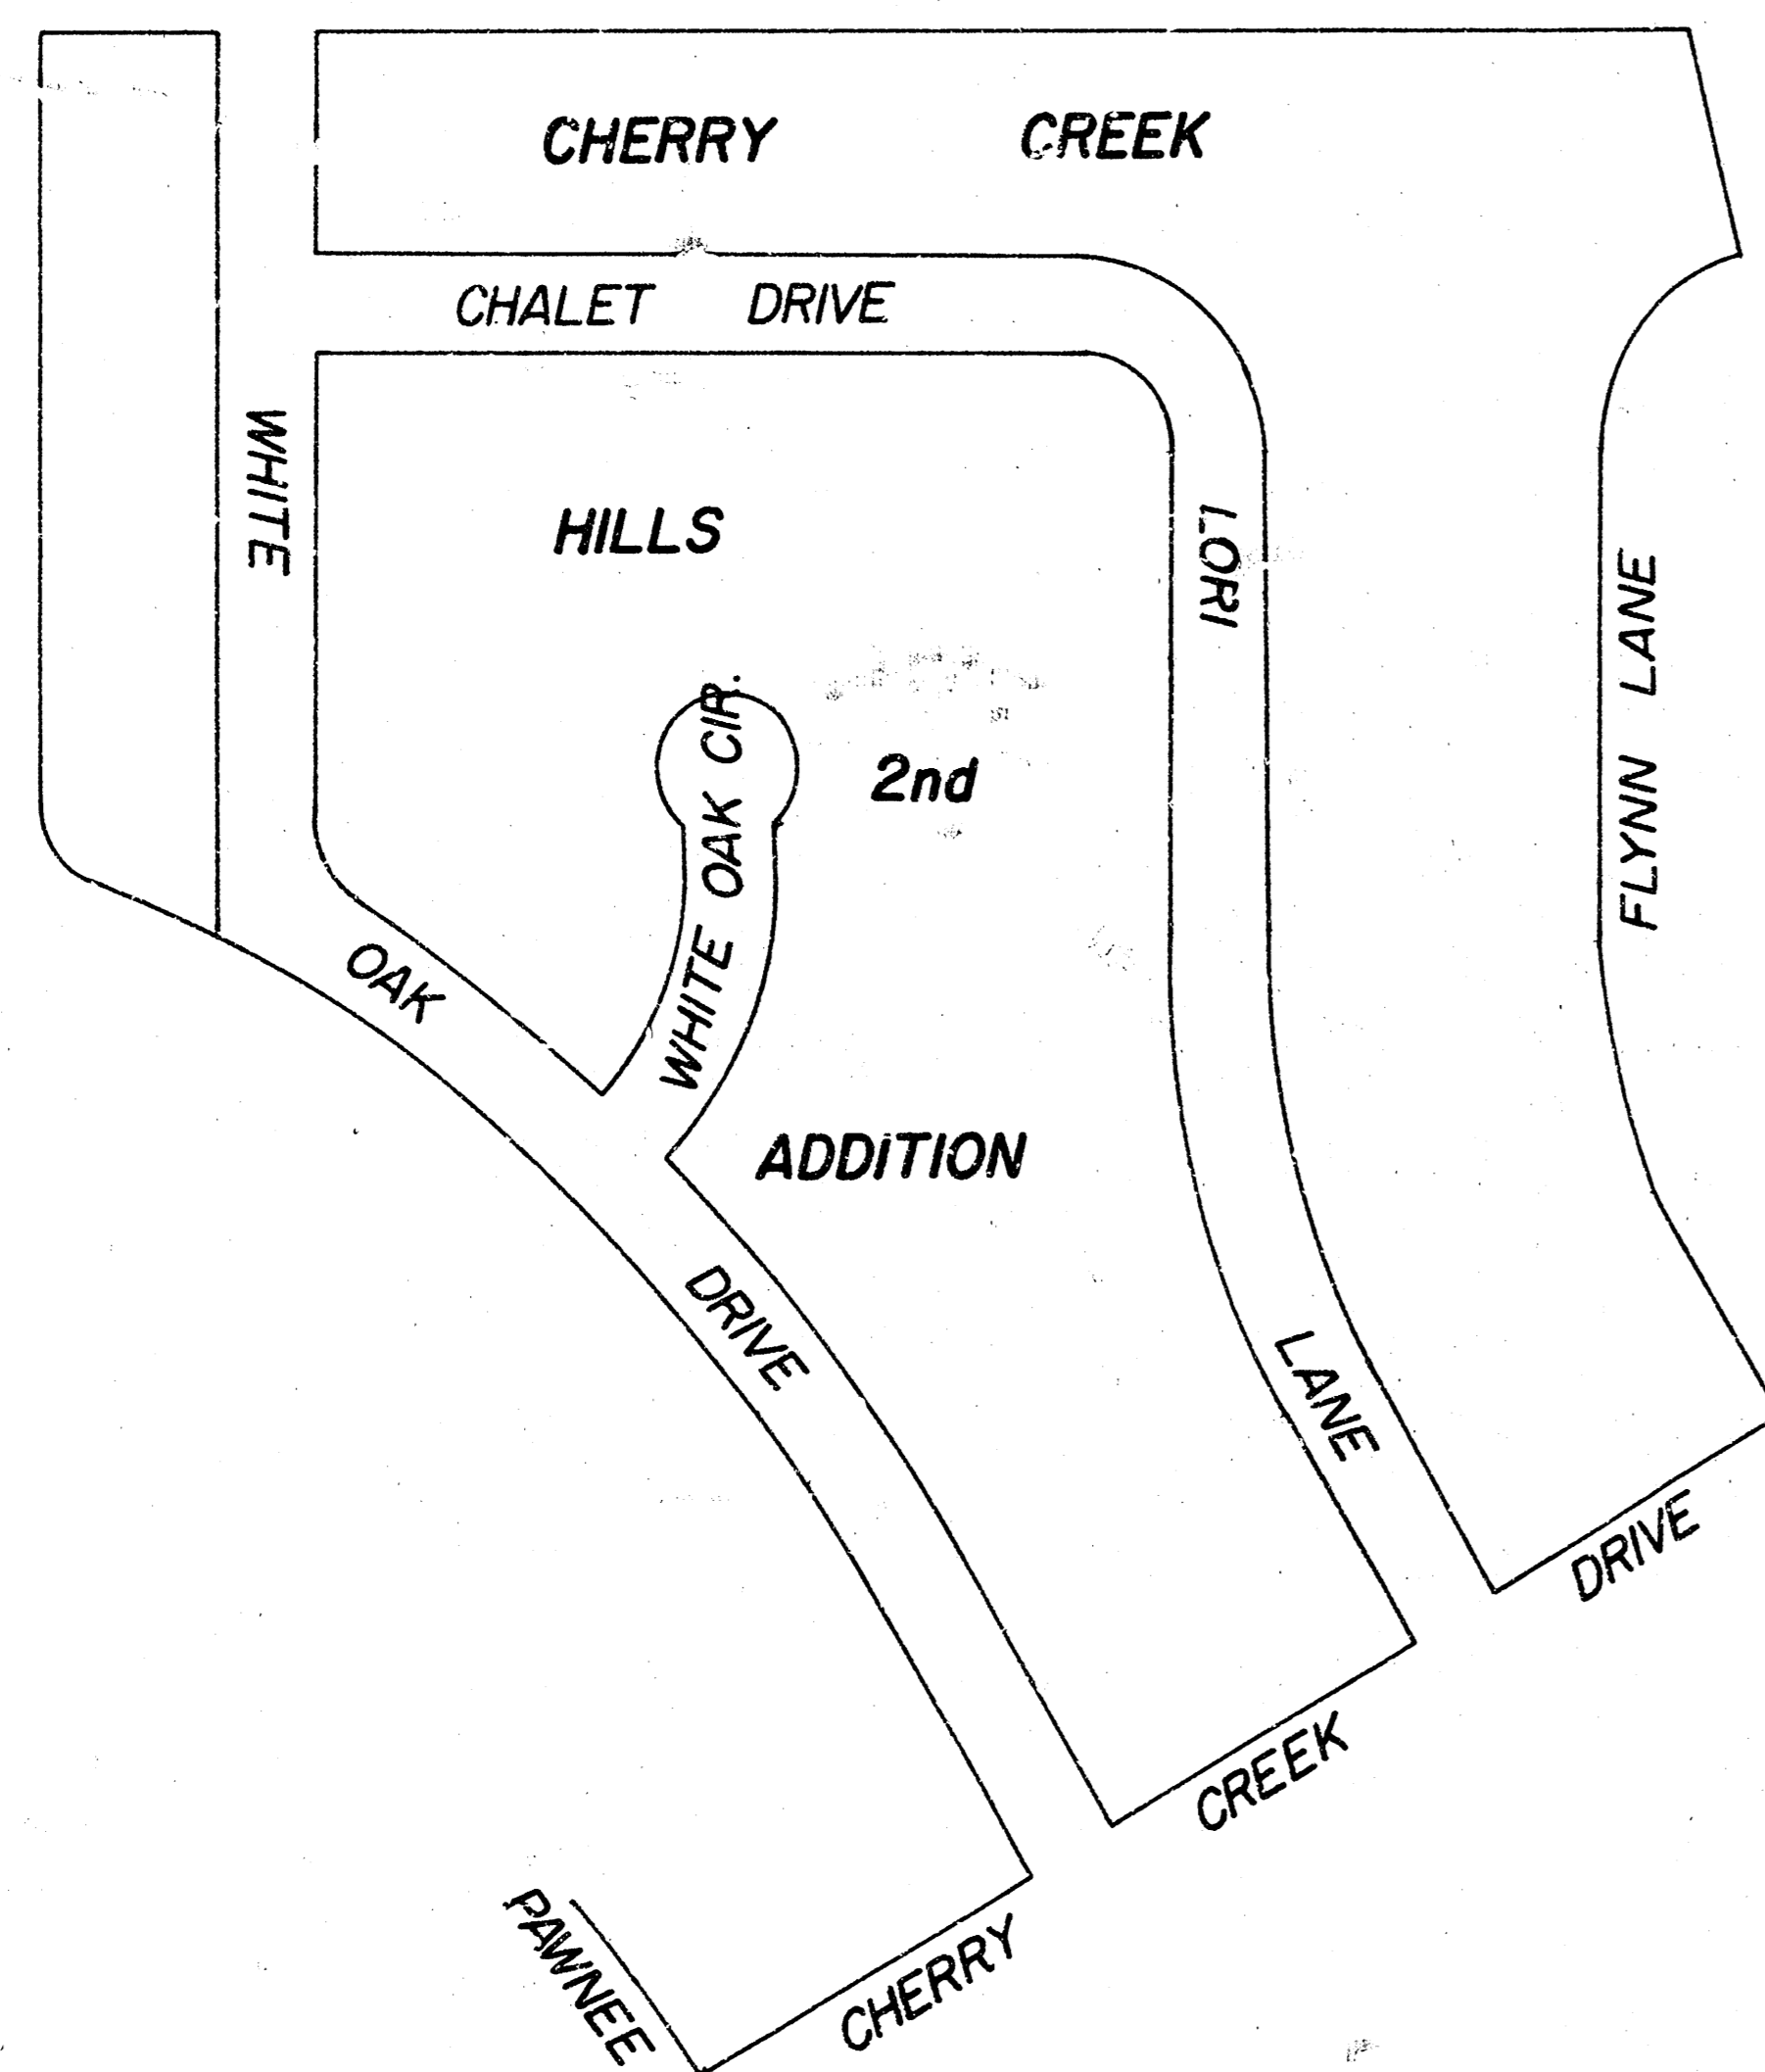 CHERRY CREEK
CHALET DRIVE
WHITE
HILLS
LORI
FLYNN LANE
WHITE OAK CIR.
2nd
OAK
ADDITION
DRIVE
LANE
DRIVE
CREEK
CHERRY
PAWNEE